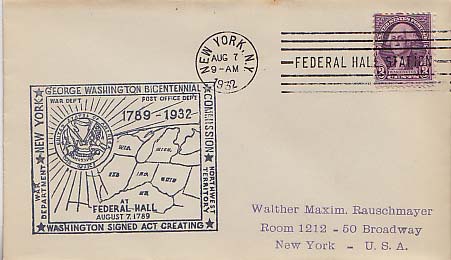 NEW YORK, N.Y.
AUG 7
9-AM
1932
FEDERAL HALL STATION
GEORGE WASHINGTON BICENTENNIAL
COMMISSION
NEW YORK
WAR DEPT
POST OFFICE DEPT
1789-1932
WIS.
MICH.
ILL.
IND.
OHIO
WAR DEPARTMENT
NORTHWEST TERRITORY
AT
FEDERAL HALL
AUGUST 7, 1789
WASHINGTON SIGNED ACT CREATING
Walther Maxim. Rauschmayer
Room 1212 - 50 Broadway
New York - U. S. A.